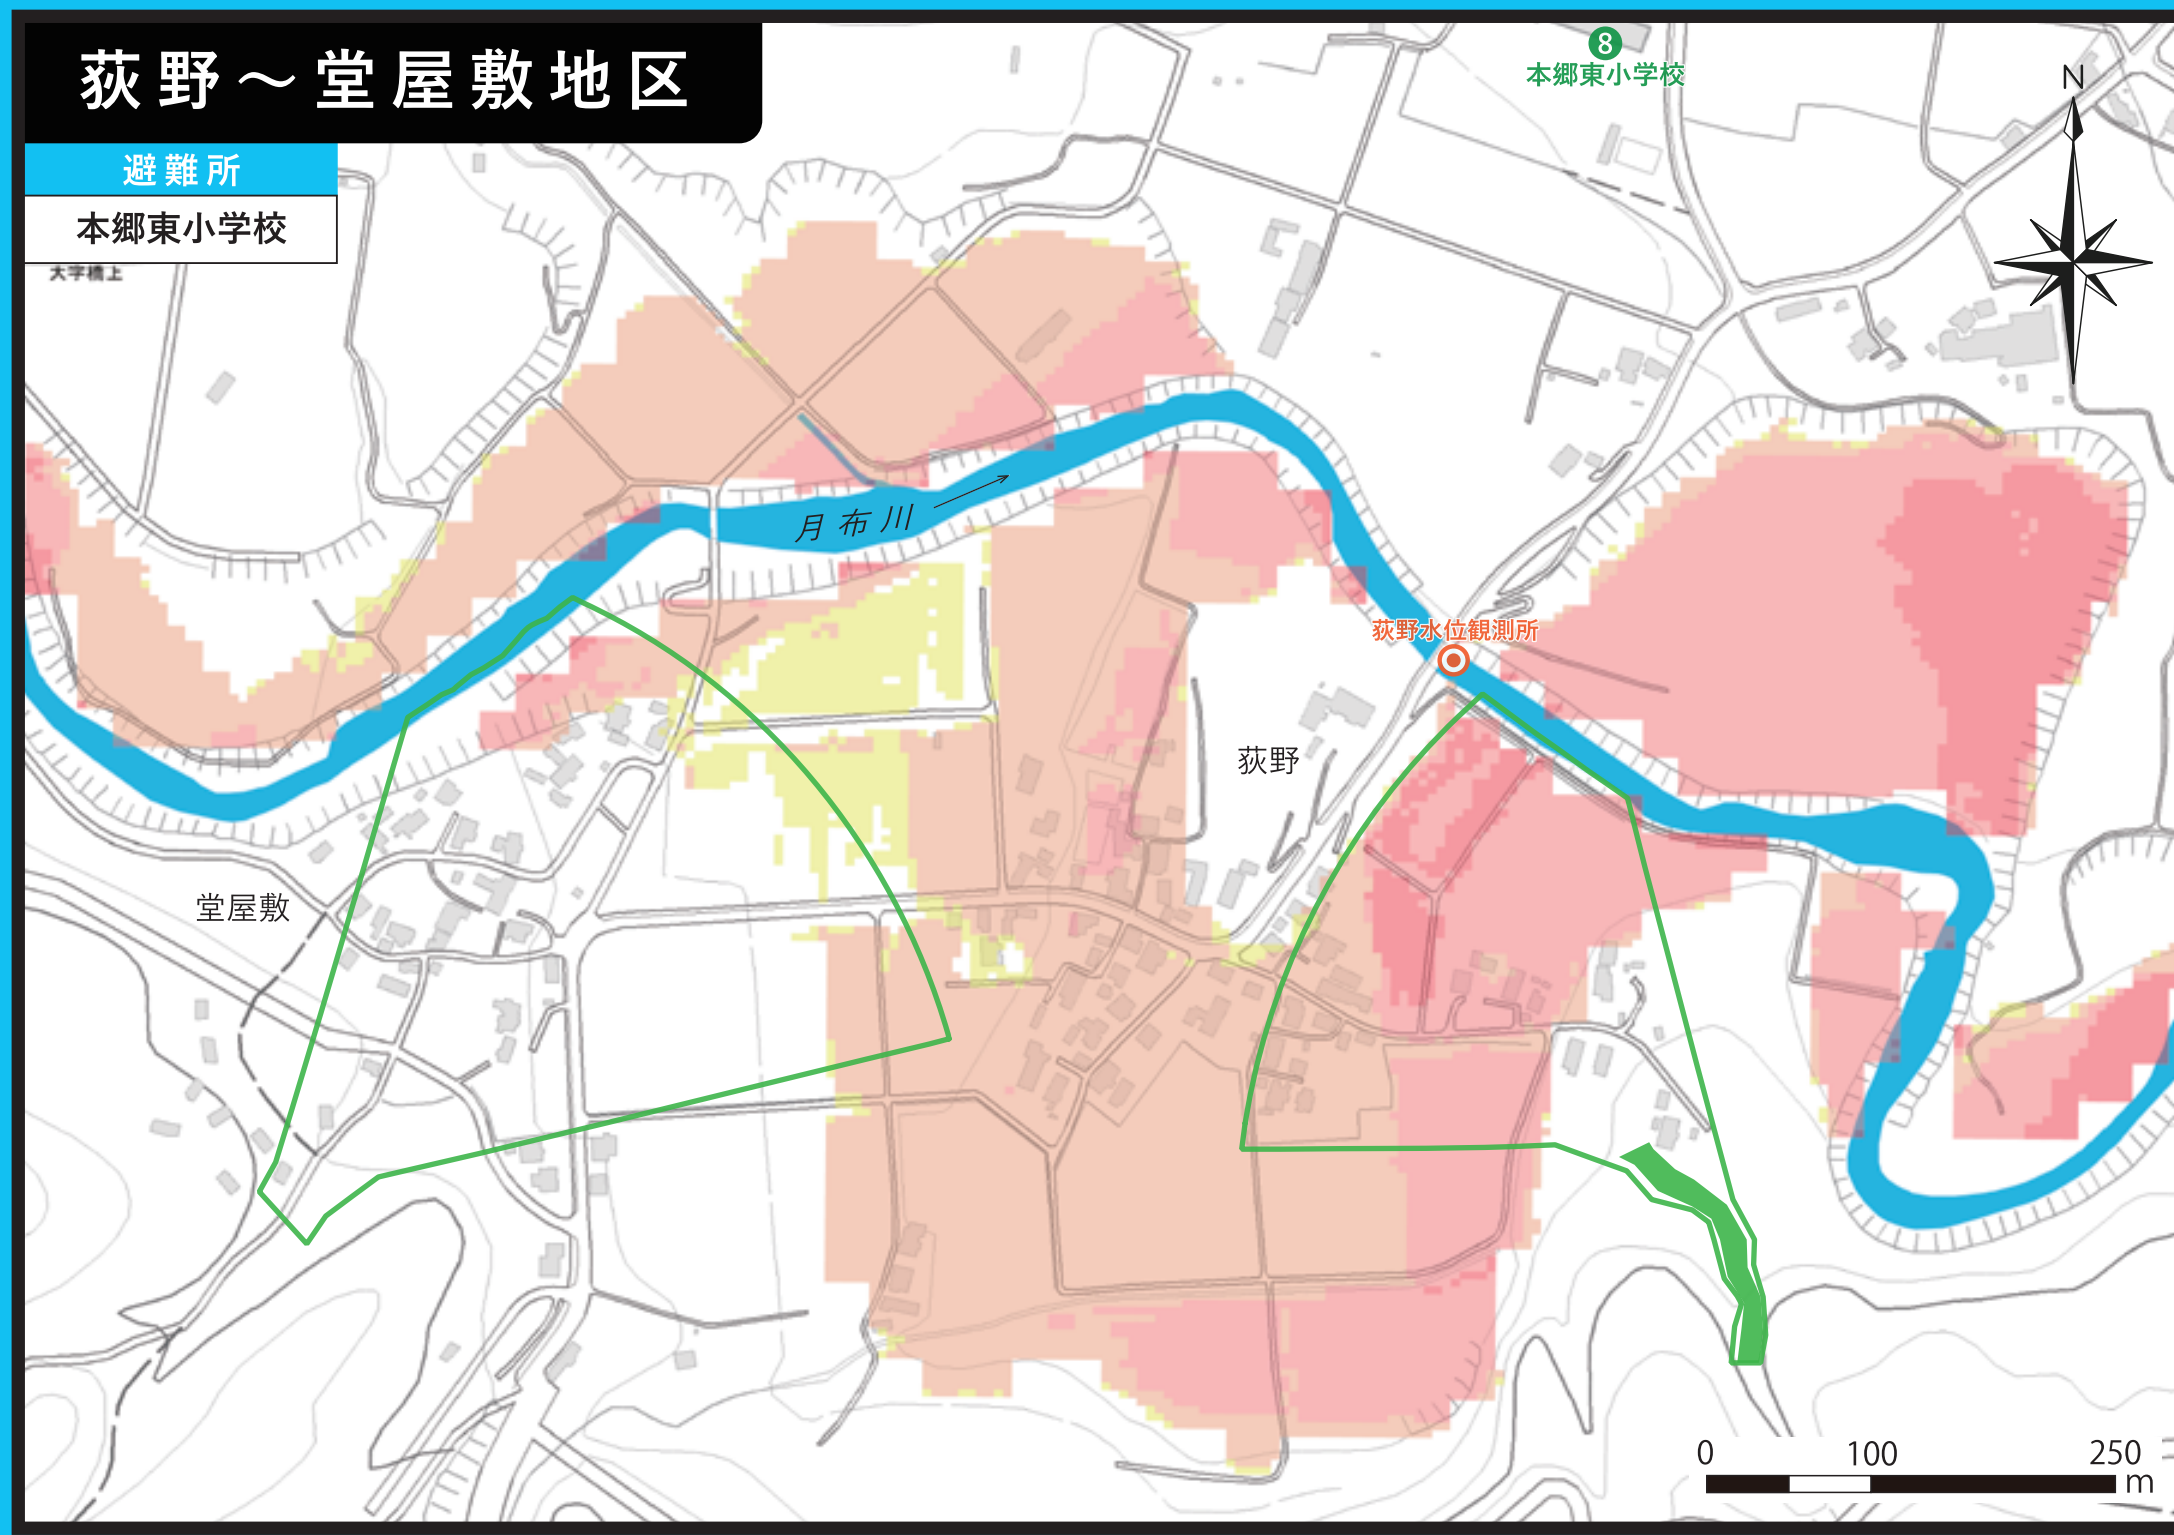 荻野～堂屋敷地区
避難所
本郷東小学校
大字橋上
8
本郷東小学校
N
月布川
荻野水位観測所
荻野
堂屋敷
0 100 250
m